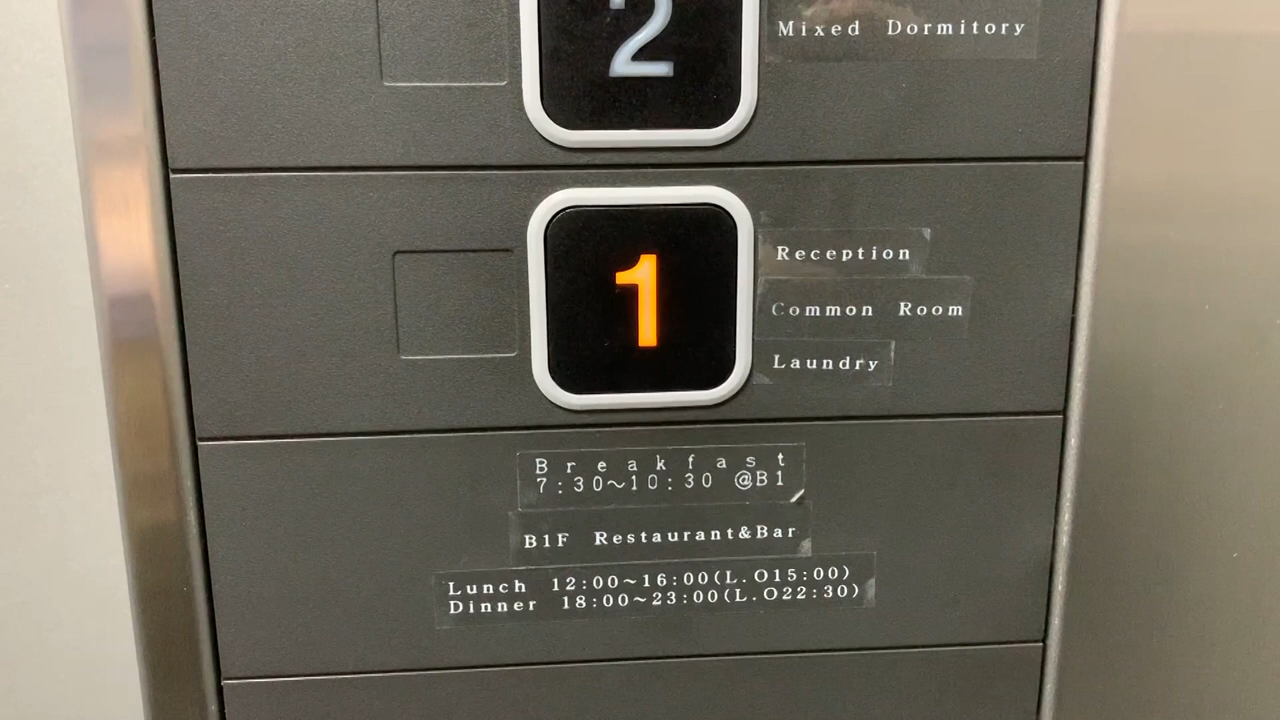 2
Mixed Dormitory
1
Reception
Common Room
Laundry
Breakfast
7:30～10:30 @B1
B1F Restaurant&Bar
Lunch 12:00～16:00(L.O15:00)
Dinner 18:00～23:00(L.O22:30)